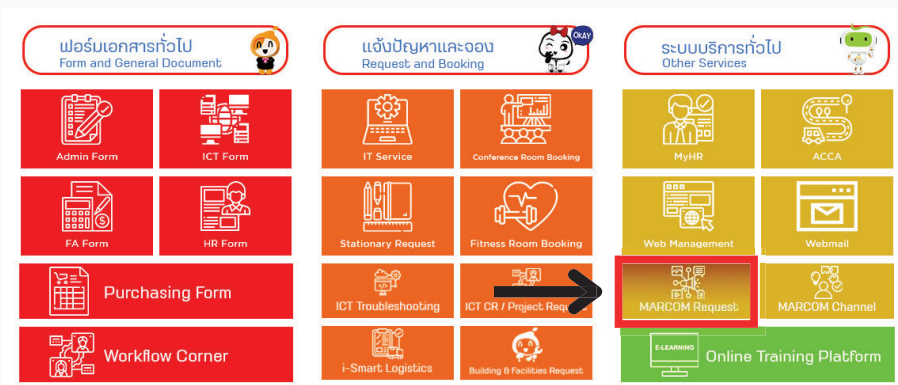 ฟอร์มเอกสารทั่วไป
Form and General Document
Admin Form
ICT Form
FA Form
HR Form
Purchasing Form
Workflow Corner
แจ้งปัญหาและจอง
Request and Booking
OKAY
IT Service
Conference Room Booking
Stationary Request
Fitness Room Booking
ICT Troubleshooting
ICT CR / Project
i-Smart Logistics
Building & Facilities Request
ระบบบริการทั่วไป
Other Services
MyHR
ACCA
Web Management
Webmail
MARCOM Request
MARCOM Channel
E-LEARNING
Online Training Platform